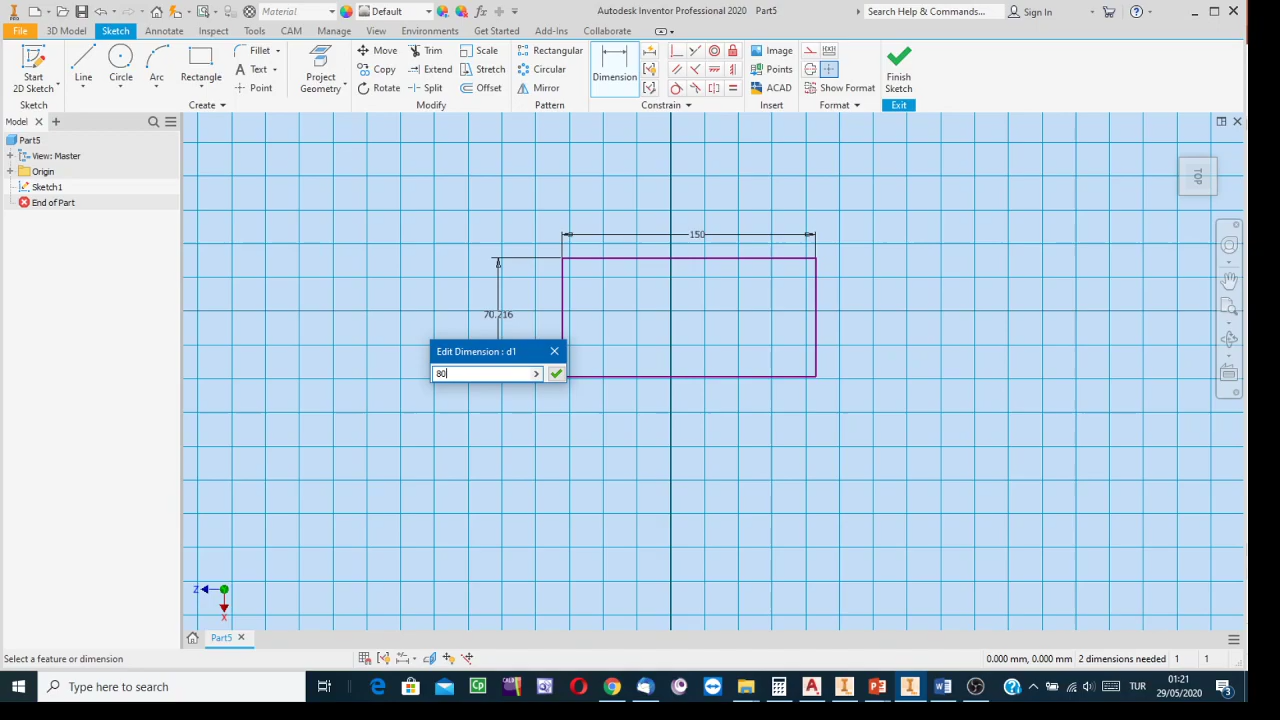 Material
Default
Autodesk Inventor Professional 2020 Part5
Search Help & Commands...
Sign In
File
3D Model
Sketch
Annotate
Inspect
Tools
CAM
Manage
View
Environments
Get Started
Add-Ins
Collaborate
Start
2D Sketch
Line
Circle
Arc
Rectangle
Fillet
Text
Point
Project
Geometry
Move
Trim
Scale
Copy
Extend
Stretch
Rotate
Split
Offset
Rectangular
Circular
Mirror
Dimension
Image
Points
ACAD
Show Format
Finish
Sketch
Sketch
Create
Modify
Pattern
Constrain
Insert
Format
Exit
Model
Part5
View: Master
Origin
Sketch1
End of Part
TOP
150
70.216
Edit Dimension : d1
80
Z
X
Part5
Select a feature or dimension
0.000 mm, 0.000 mm
2 dimensions needed
1
1
Type here to search
TUR
01:21
29/05/2020
3